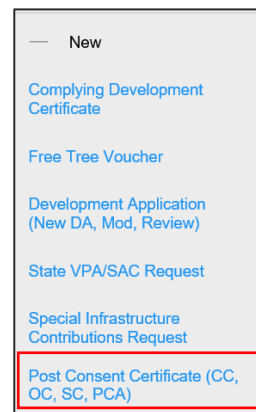 — New
Complying Development
Certificate
Free Tree Voucher
Development Application
(New DA, Mod, Review)
State VPA/SAC Request
Special Infrastructure
Contributions Request
Post Consent Certificate (CC,
OC, SC, PCA)